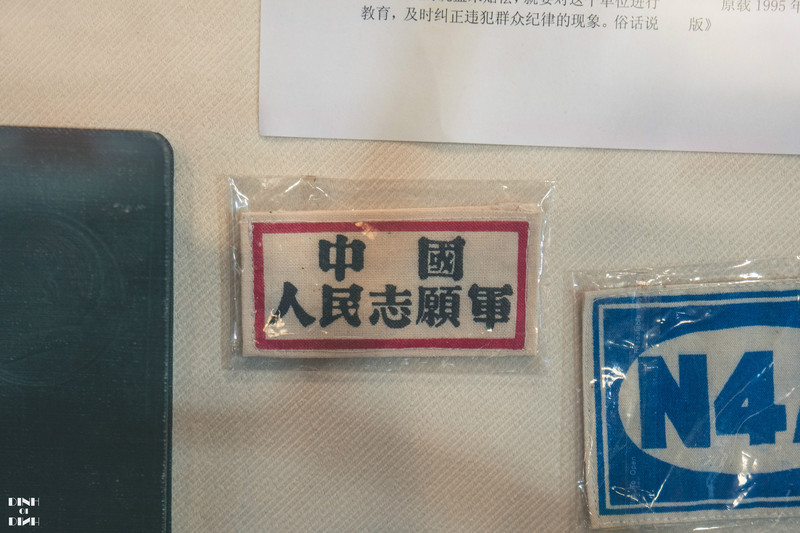 教育，及时纠正违犯群众纪律的现象。俗话说
原载 1995 年
版》
中 國
人民志願軍
N4
DINH
DINH